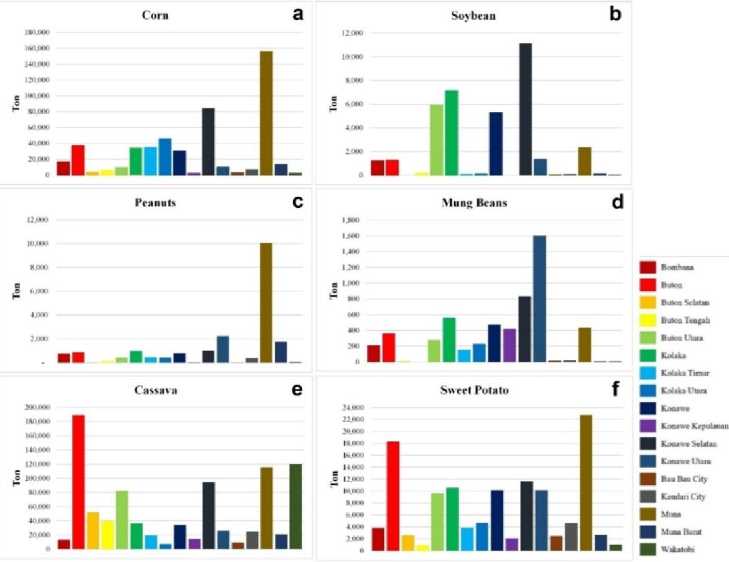 Corn
a
Ton
180,000
160,000
140,000
120,000
100,000
80,000
60,000
40,000
20,000
0
Soybean
b
Ton
12,000
10,000
8,000
6,000
4,000
2,000
0
Peanuts
c
Ton
12,000
10,000
8,000
6,000
4,000
2,000
-
Mung Beans
d
Ton
1,800
1,600
1,400
1,200
1,000
800
600
400
200
0
Cassava
e
Ton
200,000
180,000
160,000
140,000
120,000
100,000
80,000
60,000
40,000
20,000
0
Sweet Potato
f
Ton
24,000
22,000
20,000
18,000
16,000
14,000
12,000
10,000
8,000
6,000
4,000
2,000
0
Bombana
Buton
Buton Selatan
Buton Tengah
Buton Utara
Kolaka
Kolaka Timur
Kolaka Utara
Konawe
Konawe Kepulauan
Konawe Selatan
Konawe Utara
Bau Bau City
Kendari City
Muna
Muna Barat
Wakatobi